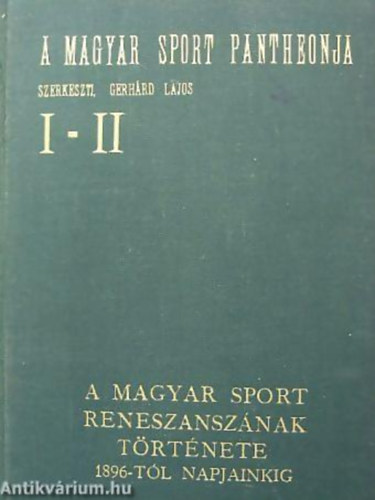 A MAGYAR SPORT PANTHEONJA
SZERKESZTI, GERHÁRD LAJOS
I-II
A MAGYAR SPORT
RENESZANSZÁNAK
TÖRTÉNETE
1896-TÓL NAPJAINKIG
Antikvárium.hu